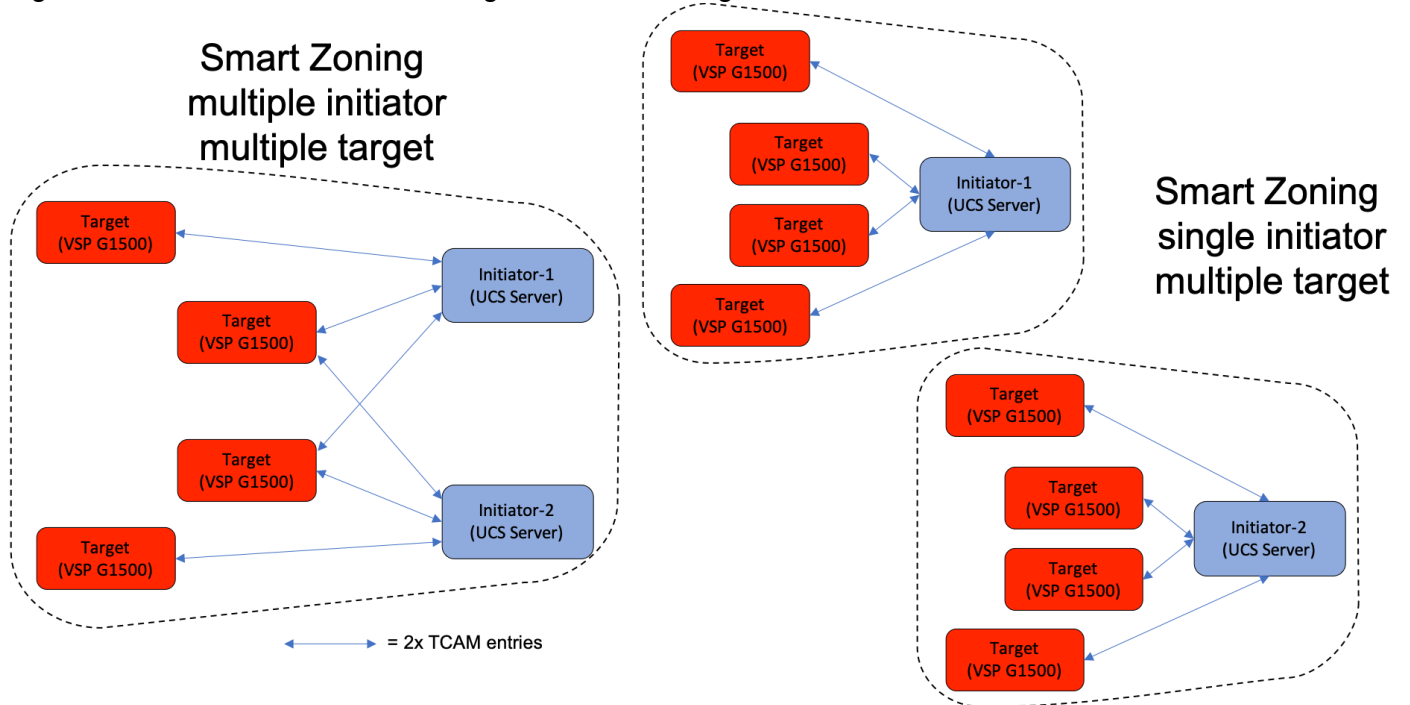 Smart Zoning
multiple initiator
multiple target
Target
(VSP G1500)
Target
(VSP G1500)
Target
(VSP G1500)
Target
(VSP G1500)
Initiator-1
(UCS Server)
Initiator-2
(UCS Server)
= 2x TCAM entries
Target
(VSP G1500)
Target
(VSP G1500)
Target
(VSP G1500)
Target
(VSP G1500)
Initiator-1
(UCS Server)
Smart Zoning
single initiator
multiple target
Target
(VSP G1500)
Target
(VSP G1500)
Target
(VSP G1500)
Target
(VSP G1500)
Initiator-2
(UCS Server)